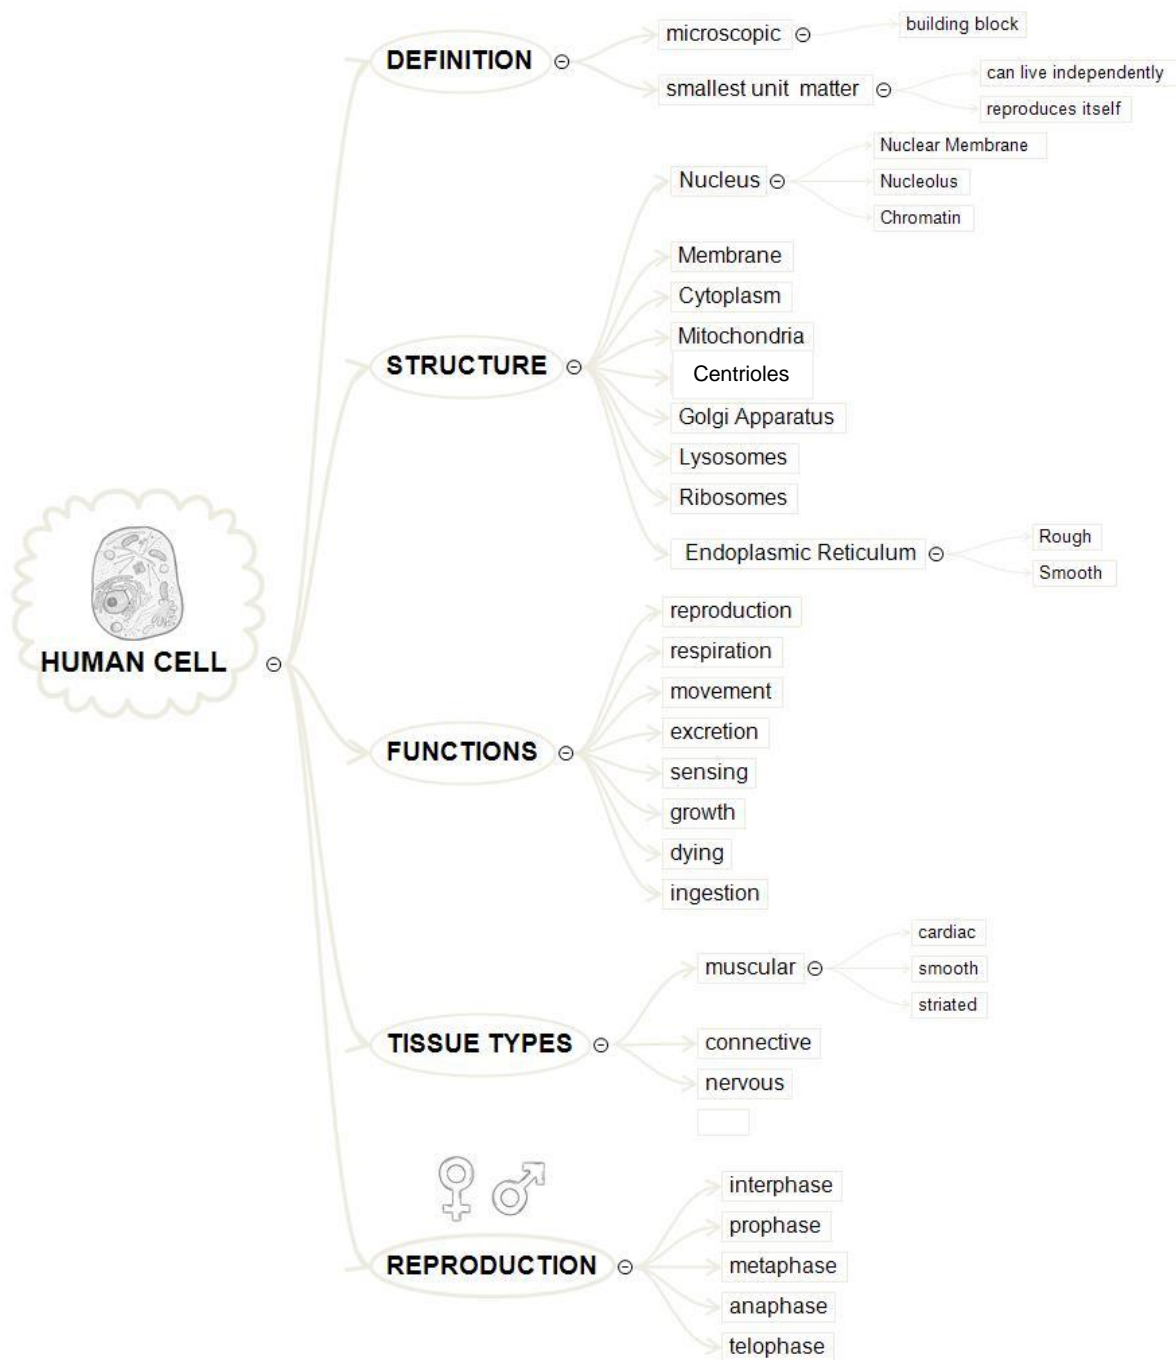 HUMAN CELL
DEFINITION
microscopic
building block
smallest unit matter
can live independently
reproduces itself
STRUCTURE
Nucleus
Nuclear Membrane
Nucleolus
Chromatin
Membrane
Cytoplasm
Mitochondria
Centrioles
Golgi Apparatus
Lysosomes
Ribosomes
Endoplasmic Reticulum
Rough
Smooth
FUNCTIONS
reproduction
respiration
movement
excretion
sensing
growth
dying
ingestion
TISSUE TYPES
muscular
cardiac
smooth
striated
connective
nervous
REPRODUCTION
interphase
prophase
metaphase
anaphase
telophase